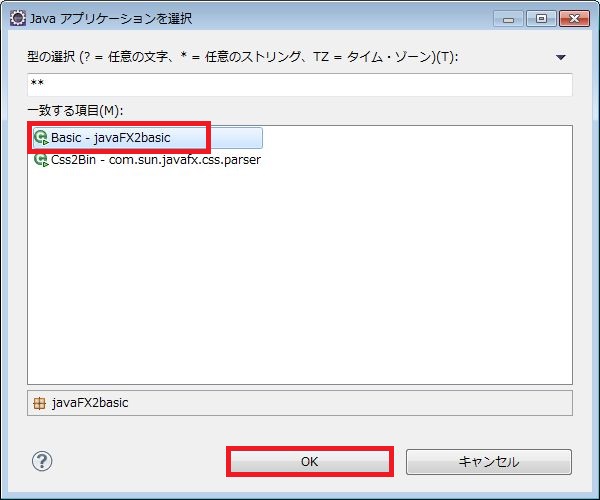 Java アプリケーションを選択
型の選択 (? = 任意の文字、* = 任意のストリング、TZ = タイム・ゾーン)(T):
**
一致する項目(M):
Basic - javaFX2basic
Css2Bin - com.sun.javafx.css.parser
javaFX2basic
? OK キャンセル